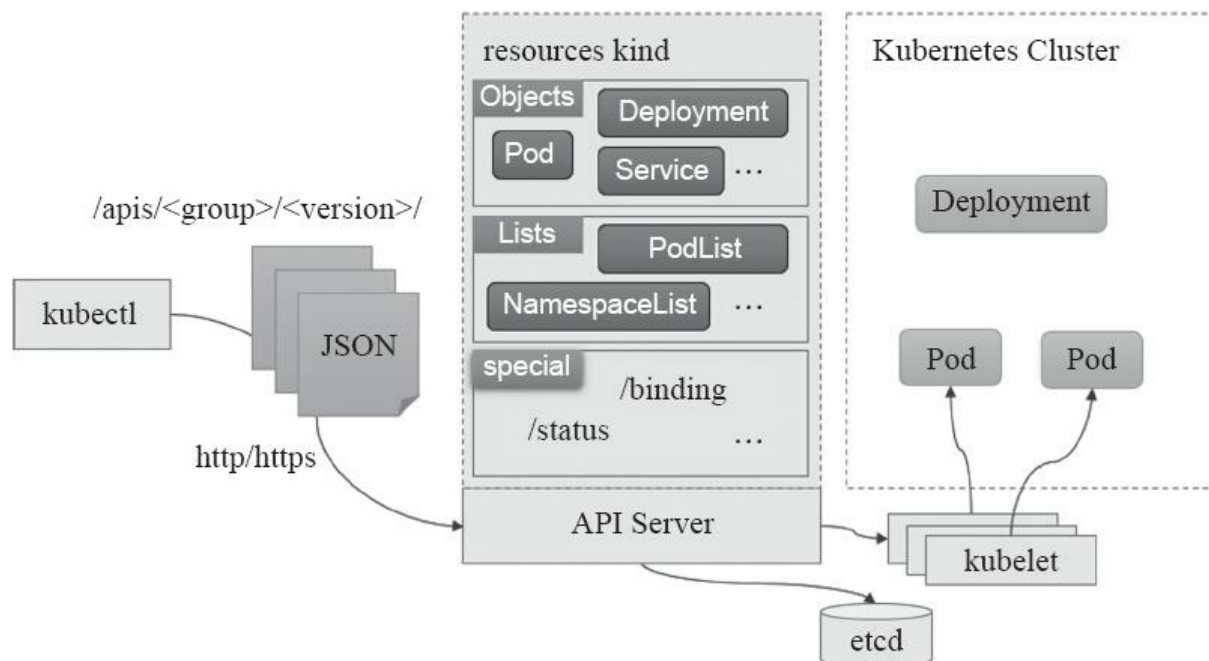 resources kind
Objects
Deployment
Pod
Service
...
Lists
PodList
NamespaceList
...
special
/binding
/status
...
API Server
/apis/<group>/<version>/
kubectl
JSON
http/https
Kubernetes Cluster
Deployment
Pod
Pod
kubelet
etcd